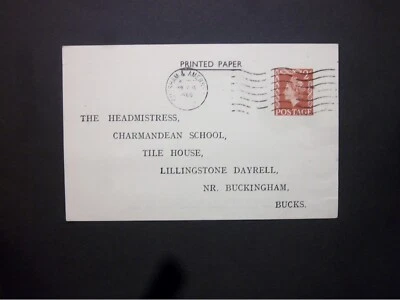 PRINTED PAPER
POSTAGE
THE HEADMISTRESS,
CHARMANDEAN SCHOOL,
TILE HOUSE,
LILLINGSTONE DAYRELL,
NR. BUCKINGHAM,
BUCKS.